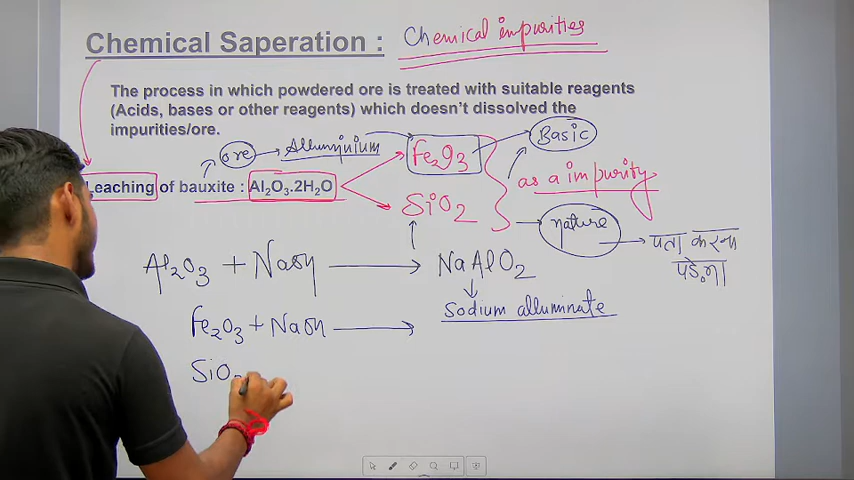 Chemical Saperation : Chemical impurities
The process in which powdered ore is treated with suitable reagents
(Acids, bases or other reagents) which doesn't dissolved the
impurities/ore.
ore → Alluminium
Fe2O3
Basic
Leaching of bauxite : Al2O3.2H2O
as a impurity
SiO2
nature
पता करना
पडे.गा
Al2O3 + NaOH ⟶ NaAlO2
Sodium alluminate
Fe2O3 + NaOH ⟶
SiO2